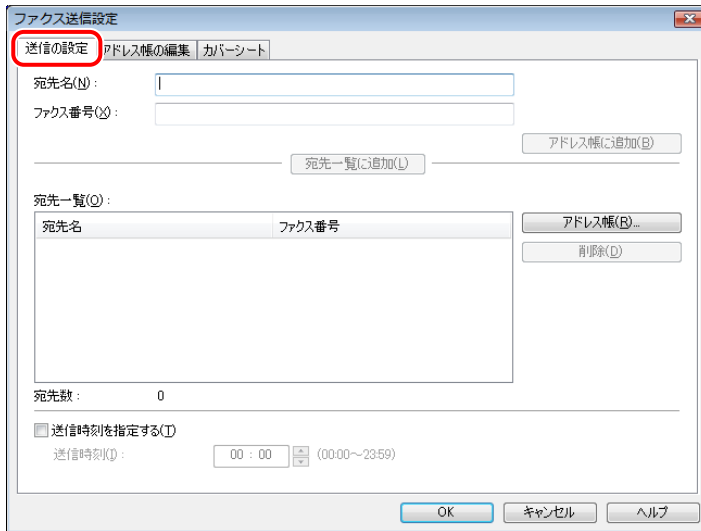 ファクス送信設定
送信の設定 アドレス帳の編集 カバーシート
宛先名(N):
ファクス番号(X):
アドレス帳に追加(B)
宛先一覧に追加(L)
宛先一覧(O):
宛先名 ファクス番号
アドレス帳(R)...
削除(D)
宛先数: 0
送信時刻を指定する(T)
送信時刻(I): 00 : 00 (00:00～23:59)
OK キャンセル ヘルプ